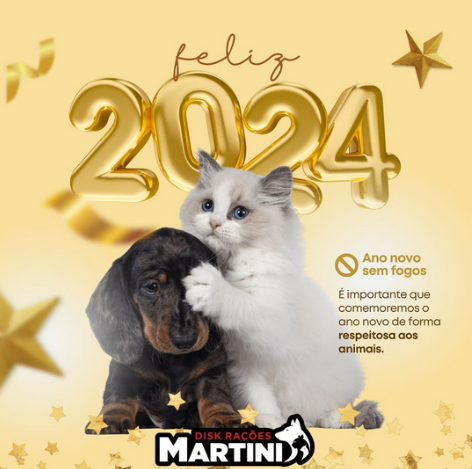 feliz
2024
Ano novo
sem fogos
É importante que
comemoremos o
ano novo de forma
respeitosa aos
animais.
DISK RAÇÕES
MARTINI